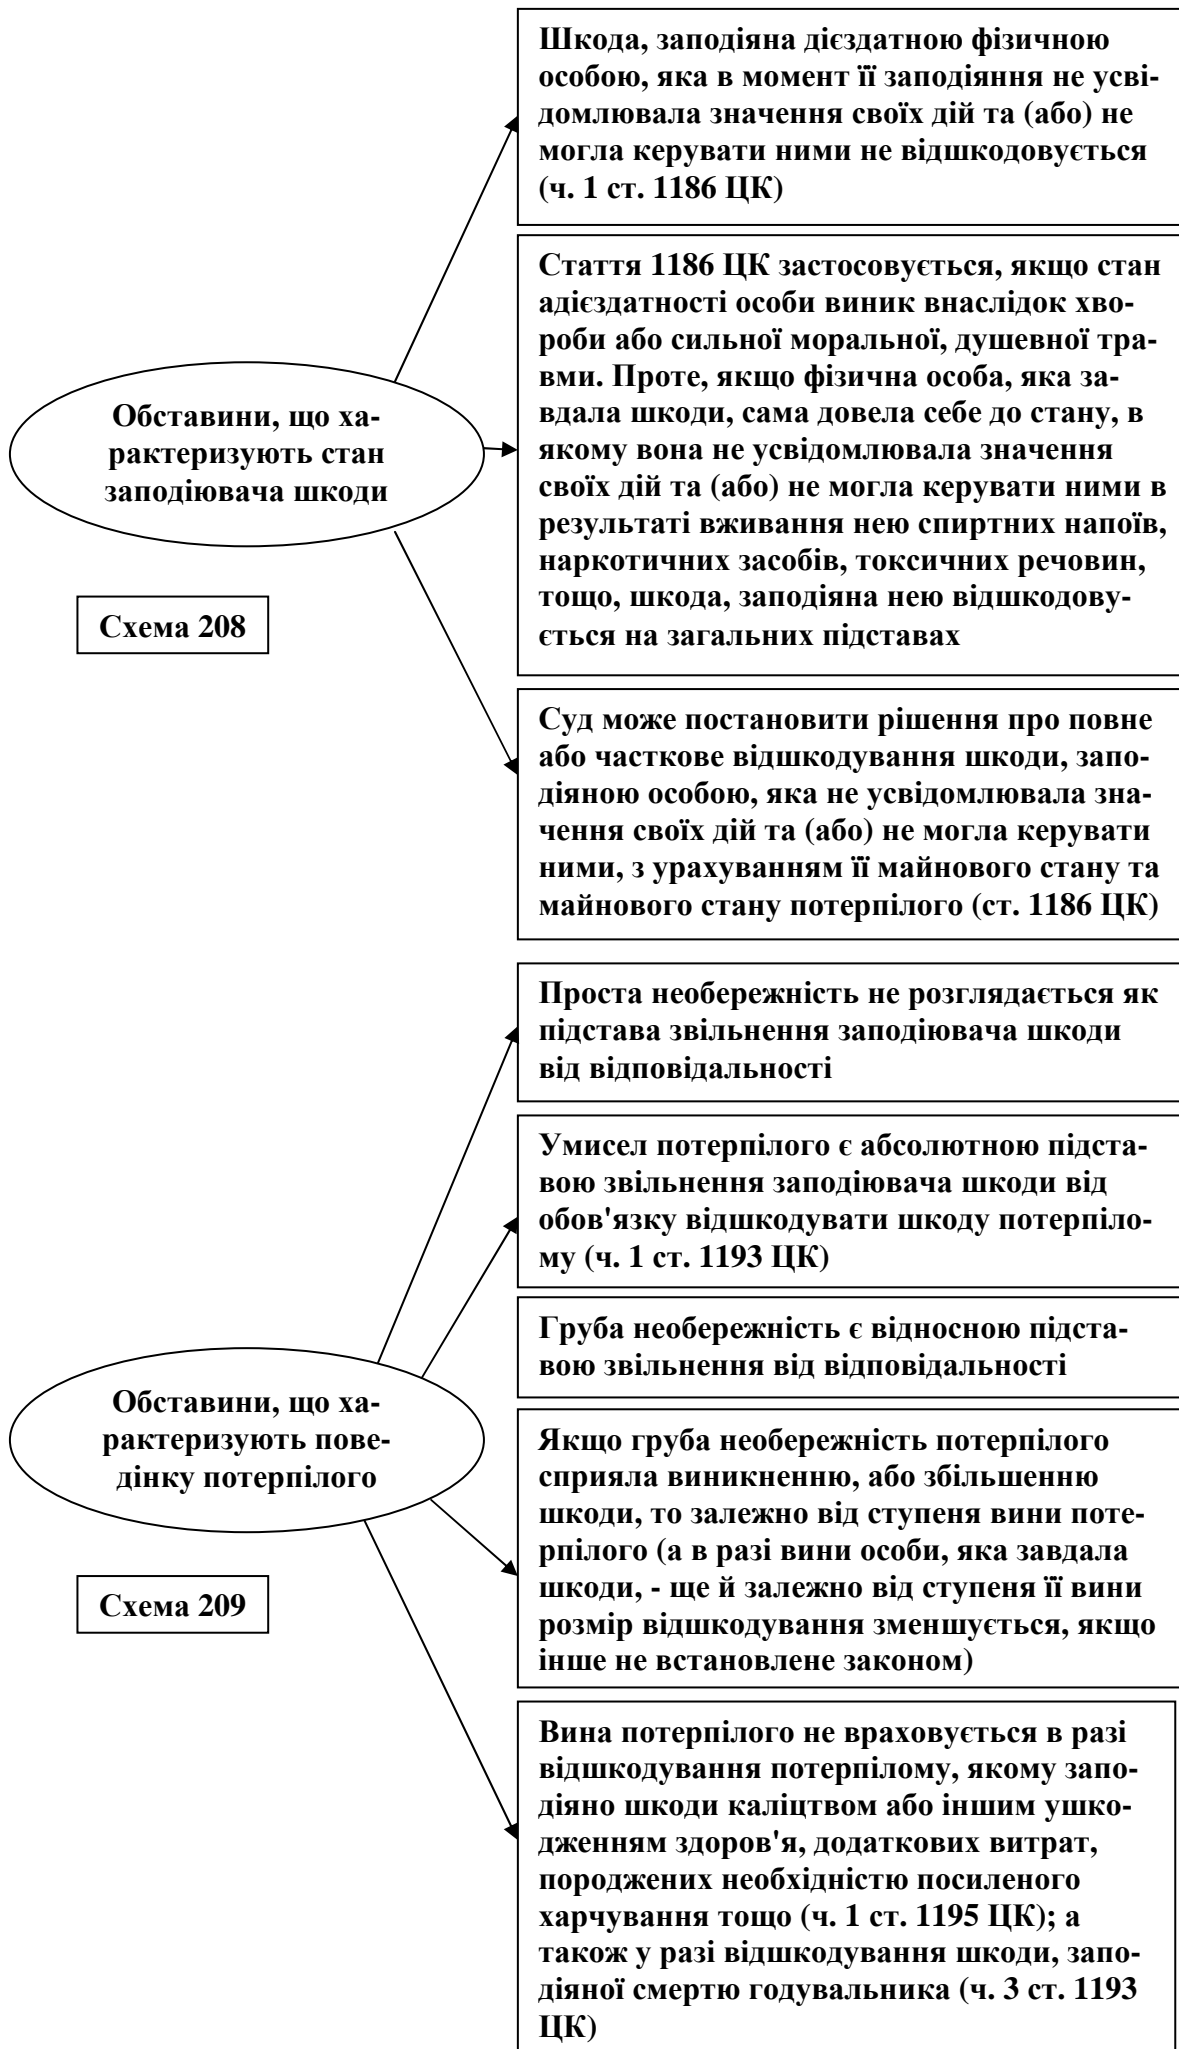 Шкода, заподіяна дієздатною фізичною
особою, яка в момент її заподіяння не усві-
домлювала значення своїх дій та (або) не
могла керувати ними не відшкодовується
(ч. 1 ст. 1186 ЦК)
Стаття 1186 ЦК застосовується, якщо стан
адієздатності особи виник внаслідок хво-
роби або сильної моральної, душевної тра-
вми. Проте, якщо фізична особа, яка за-
вдала шкоди, сама довела себе до стану, в
якому вона не усвідомлювала значення
своїх дій та (або) не могла керувати ними в
результаті вживання нею спиртних напоїв,
наркотичних засобів, токсичних речовин,
тощо, шкода, заподіяна нею відшкодову-
ється на загальних підставах
Обставини, що ха-
рактеризують стан
заподіювача шкоди
Схема 208
Суд може постановити рішення про повне
або часткове відшкодування шкоди, запо-
діяною особою, яка не усвідомлювала зна-
чення своїх дій та (або) не могла керувати
ними, з урахуванням її майнового стану та
майнового стану потерпілого (ст. 1186 ЦК)
Проста необережність не розглядається як
підстава звільнення заподіювача шкоди
від відповідальності
Умисел потерпілого є абсолютною підста-
вою звільнення заподіювача шкоди від
обов'язку відшкодувати шкоду потерпіло-
му (ч. 1 ст. 1193 ЦК)
Груба необережність є відносною підста-
вою звільнення від відповідальності
Обставини, що ха-
рактеризують пове-
дінку потерпілого
Схема 209
Якщо груба необережність потерпілого
сприяла виникненню, або збільшенню
шкоди, то залежно від ступеня вини поте-
рпілого (а в разі вини особи, яка завдала
шкоди, - ще й залежно від ступеня її вини
розмір відшкодування зменшується, якщо
інше не встановлене законом)
Вина потерпілого не враховується в разі
відшкодування потерпілому, якому запо-
діяно шкоди каліцтвом або іншим ушко-
дженням здоров'я, додаткових витрат,
породжених необхідністю посиленого
харчування тощо (ч. 1 ст. 1195 ЦК); а
також у разі відшкодування шкоди, запо-
діяної смертю годувальника (ч. 3 ст. 1193
ЦК)